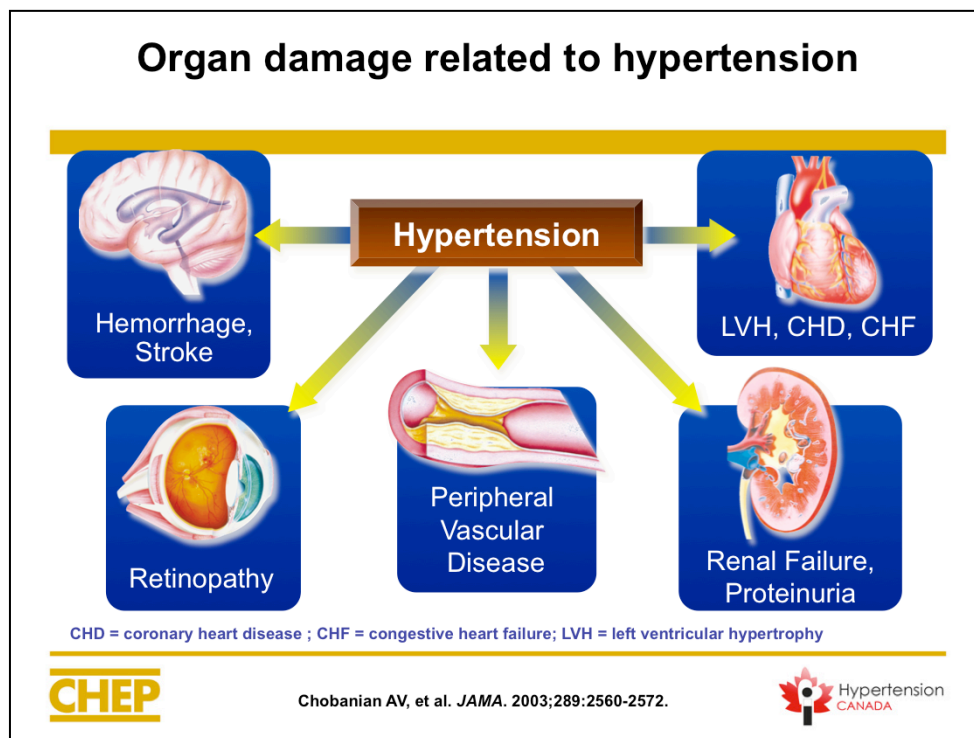 Organ damage related to hypertension
Hypertension
Hemorrhage,
Stroke
LVH, CHD, CHF
Retinopathy
Peripheral
Vascular
Disease
Renal Failure,
Proteinuria
CHD = coronary heart disease ; CHF = congestive heart failure; LVH = left ventricular hypertrophy
CHEP
Chobanian AV, et al. JAMA. 2003;289:2560-2572.
Hypertension
CANADA